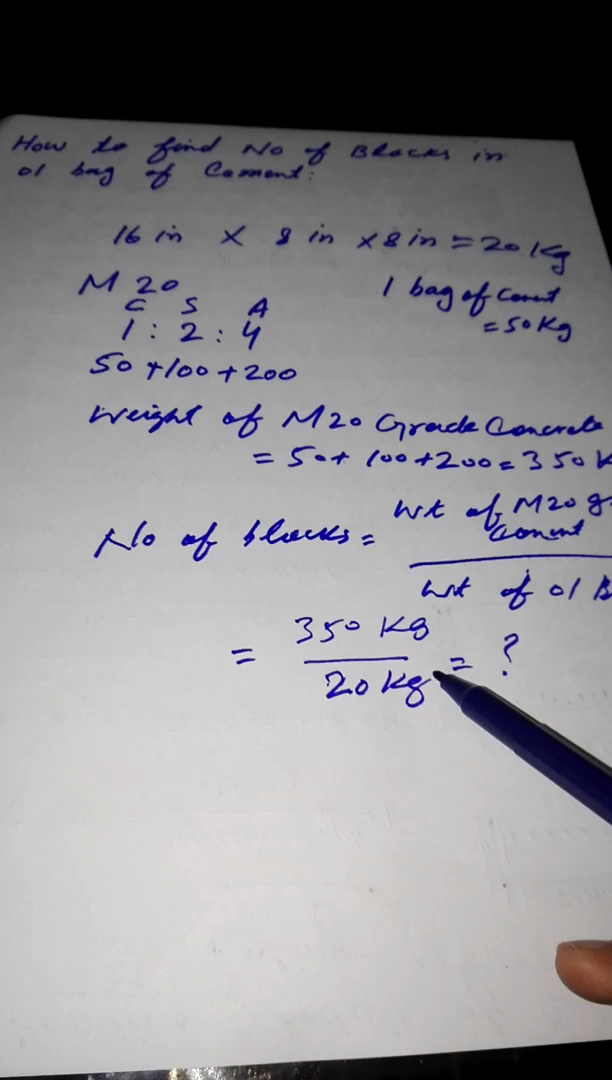 How to find No of Blocks in
01 bag of Cement:
16 in x 8 in x 8 in = 20 Kg
M 20
1 bag of Cement
= 50 Kg
C S A
1 : 2 : 4
50 + 100 + 200
Weight of M20 Grade Concrete
= 50 + 100 + 200 = 350 K
No of blocks =
Wt of M20 g
Cement
Wt of 01 B
= 350 Kg
20 Kg = ?